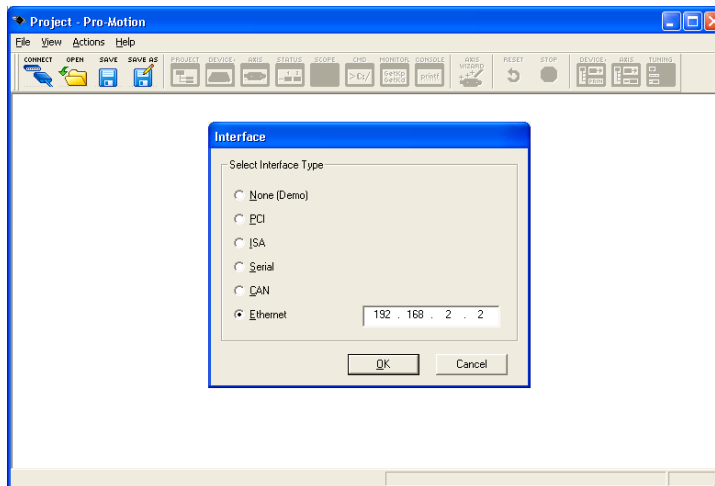 Project - Pro-Motion
File View Actions Help
CONNECT OPEN SAVE SAVE AS PROJECT DEVICE AXIS STATUS SCOPE CMD MONITOR CONSOLE AXIS WIZARD RESET STOP DEVICE AXIS TUNING
GetKp
GetKd
printf
Interface
Select Interface Type
None (Demo)
PCI
ISA
Serial
CAN
Ethernet 192 . 168 . 2 . 2
OK Cancel